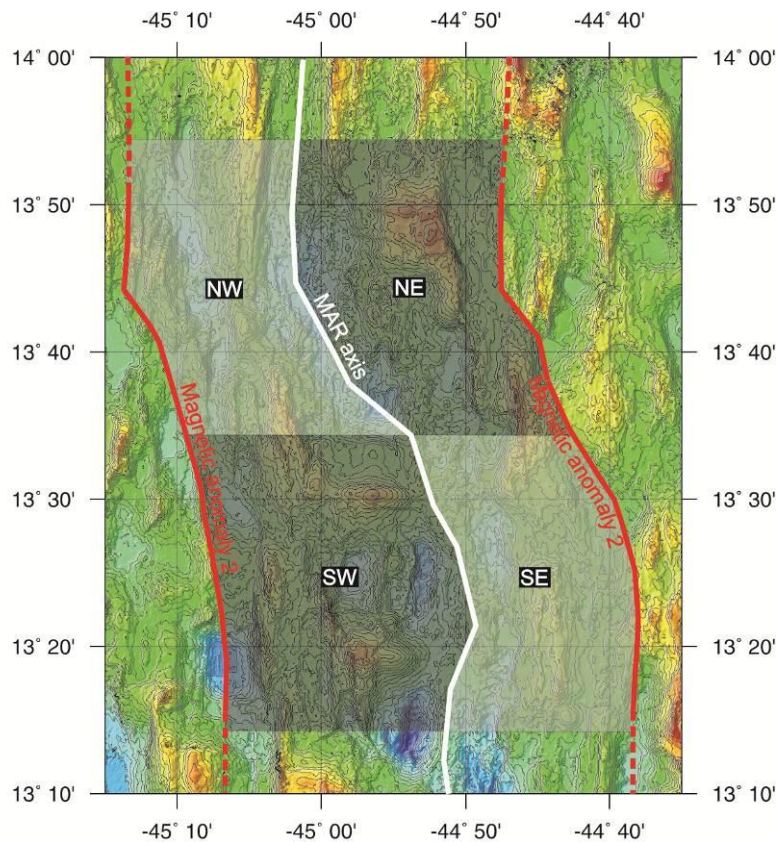 -45° 10' -45° 00' -44° 50' -44° 40'
14° 00' 14° 00'
13° 50' 13° 50'
NW NE
MAR axis
13° 40' 13° 40'
Magnetic anomaly 2
Magnetic anomaly 2
13° 30' 13° 30'
SW SE
13° 20' 13° 20'
13° 10' 13° 10'
-45° 10' -45° 00' -44° 50' -44° 40'